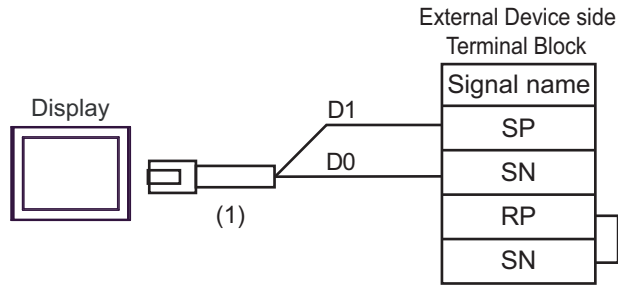 External Device side
Terminal Block
Signal name
Display
D1
SP
D0
SN
(1)
RP
SN